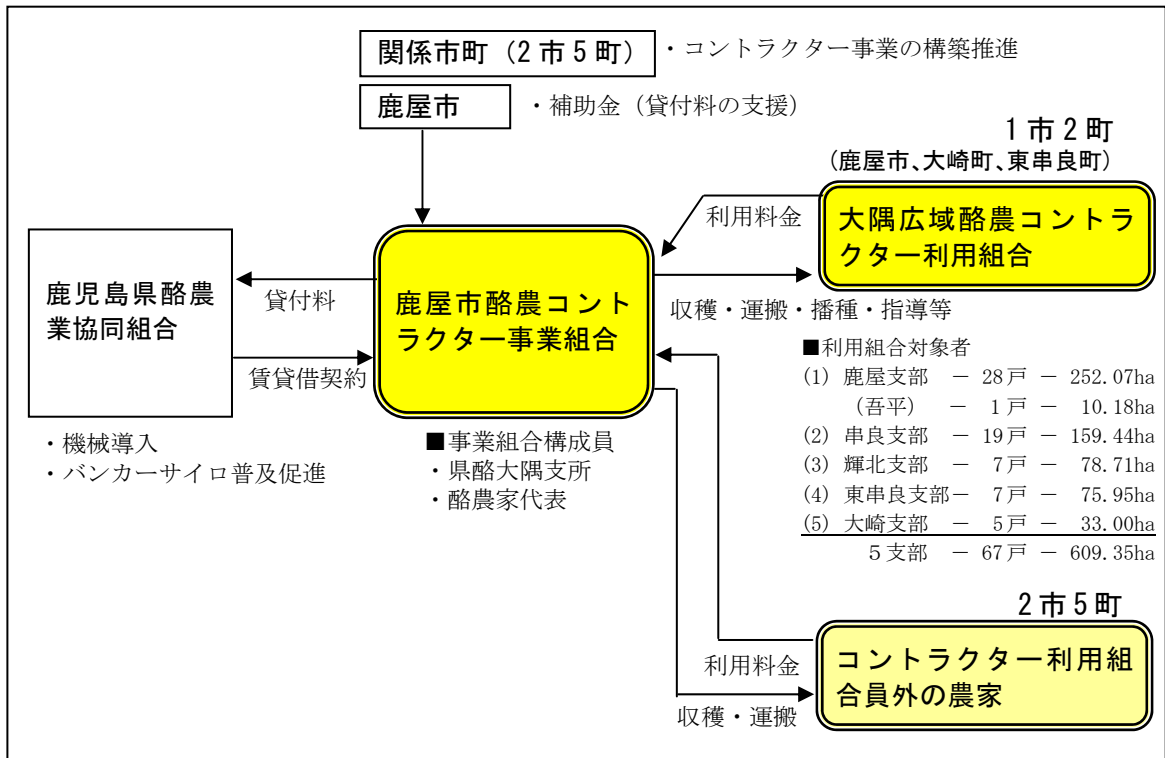 関係市町（2市5町）
・コントラクター事業の構築推進
鹿屋市
・補助金（貸付料の支援）
1市2町
(鹿屋市、大崎町、東串良町)
利用料金
大隅広域酪農コントラ
クター利用組合
鹿児島県酪農
業協同組合
貸付料
賃貸借契約
鹿屋市酪農コント
ラクター事業組合
収穫・運搬・播種・指導等
・機械導入
・バンカーサイロ普及促進
■事業組合構成員
・県酪大隅支所
・酪農家代表
■利用組合対象者
(1) 鹿屋支部 － 28戸 － 252.07ha
(吾平) － 1戸 － 10.18ha
(2) 串良支部 － 19戸 － 159.44ha
(3) 輝北支部 － 7戸 － 78.71ha
(4) 東串良支部－ 7戸 － 75.95ha
(5) 大崎支部 － 5戸 － 33.00ha
5支部 － 67戸 － 609.35ha
2市5町
利用料金
コントラクター利用組
合員外の農家
収穫・運搬